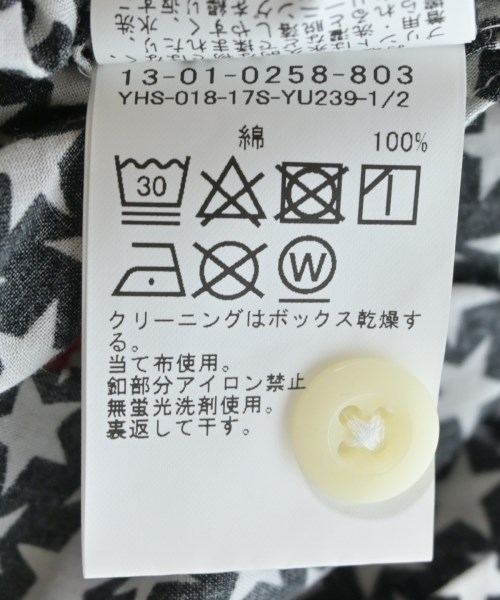 13-01-0258-803
YHS-018-17S-YU239-1/2
綿 100%
30
W
クリーニングはボックス乾燥す
る。
当て布使用。
釦部分アイロン禁止
無蛍光洗剤使用。
裏返して干す。